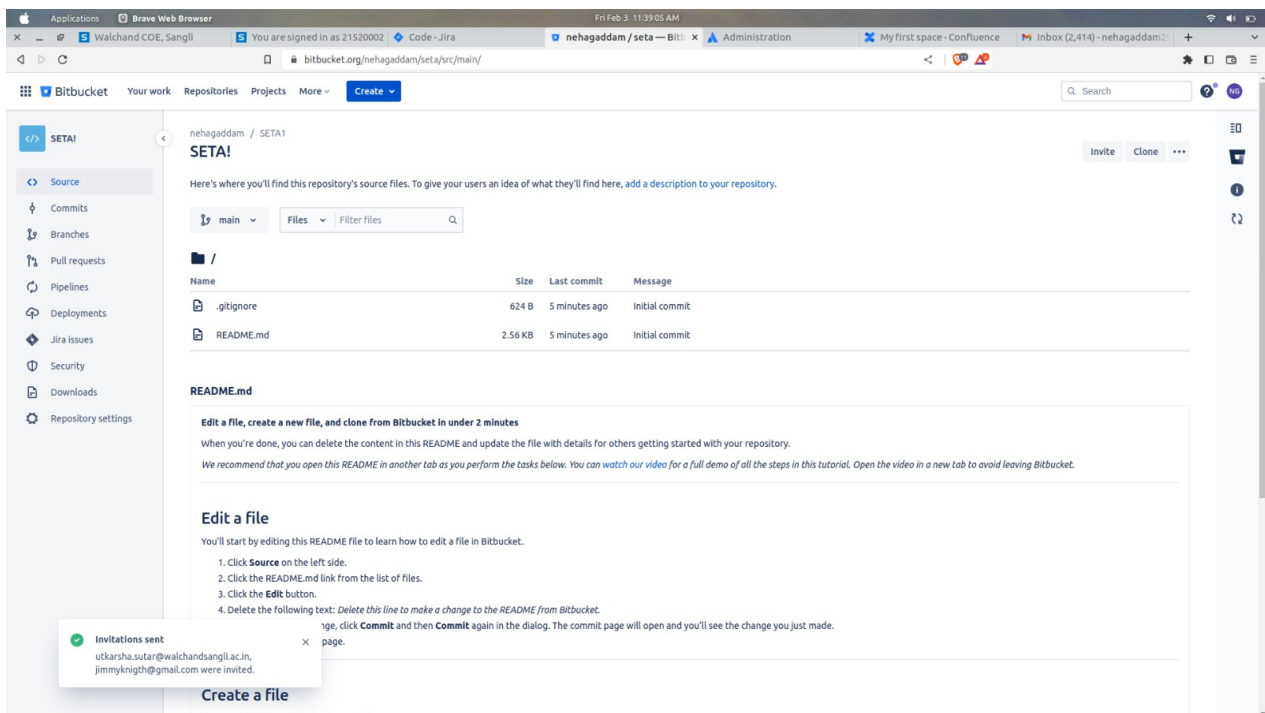 Applications Brave Web Browser Fri Feb 3 11:39:05 AM
Walchand COE, Sangli You are signed in as 21520002 Code - Jira nehagaddam / seta — Bitb Administration My first space - Confluence Inbox (2,414) - nehagaddam2
bitbucket.org/nehagaddam/seta/src/main/
Bitbucket Your work Repositories Projects More Create Search NG
SETA!
Source
Commits
Branches
Pull requests
Pipelines
Deployments
Jira issues
Security
Downloads
Repository settings
nehagaddam / SETA1
SETA!
Invite Clone
Here's where you'll find this repository's source files. To give your users an idea of what they'll find here, add a description to your repository.
main Files Filter files
/
Name Size Last commit Message
.gitignore 624 B 5 minutes ago Initial commit
README.md 2.56 KB 5 minutes ago Initial commit
README.md
Edit a file, create a new file, and clone from Bitbucket in under 2 minutes
When you're done, you can delete the content in this README and update the file with details for others getting started with your repository.
We recommend that you open this README in another tab as you perform the tasks below. You can watch our video for a full demo of all the steps in this tutorial. Open the video in a new tab to avoid leaving Bitbucket.
Edit a file
You'll start by editing this README file to learn how to edit a file in Bitbucket.
1. Click Source on the left side.
2. Click the README.md link from the list of files.
3. Click the Edit button.
4. Delete the following text: Delete this line to make a change to the README from Bitbucket.
nge, click Commit and then Commit again in the dialog. The commit page will open and you'll see the change you just made.
page.
Invitations sent
utkarsha.sutar@walchandsangli.ac.in,
jimmyknigth@gmail.com were invited.
Create a file